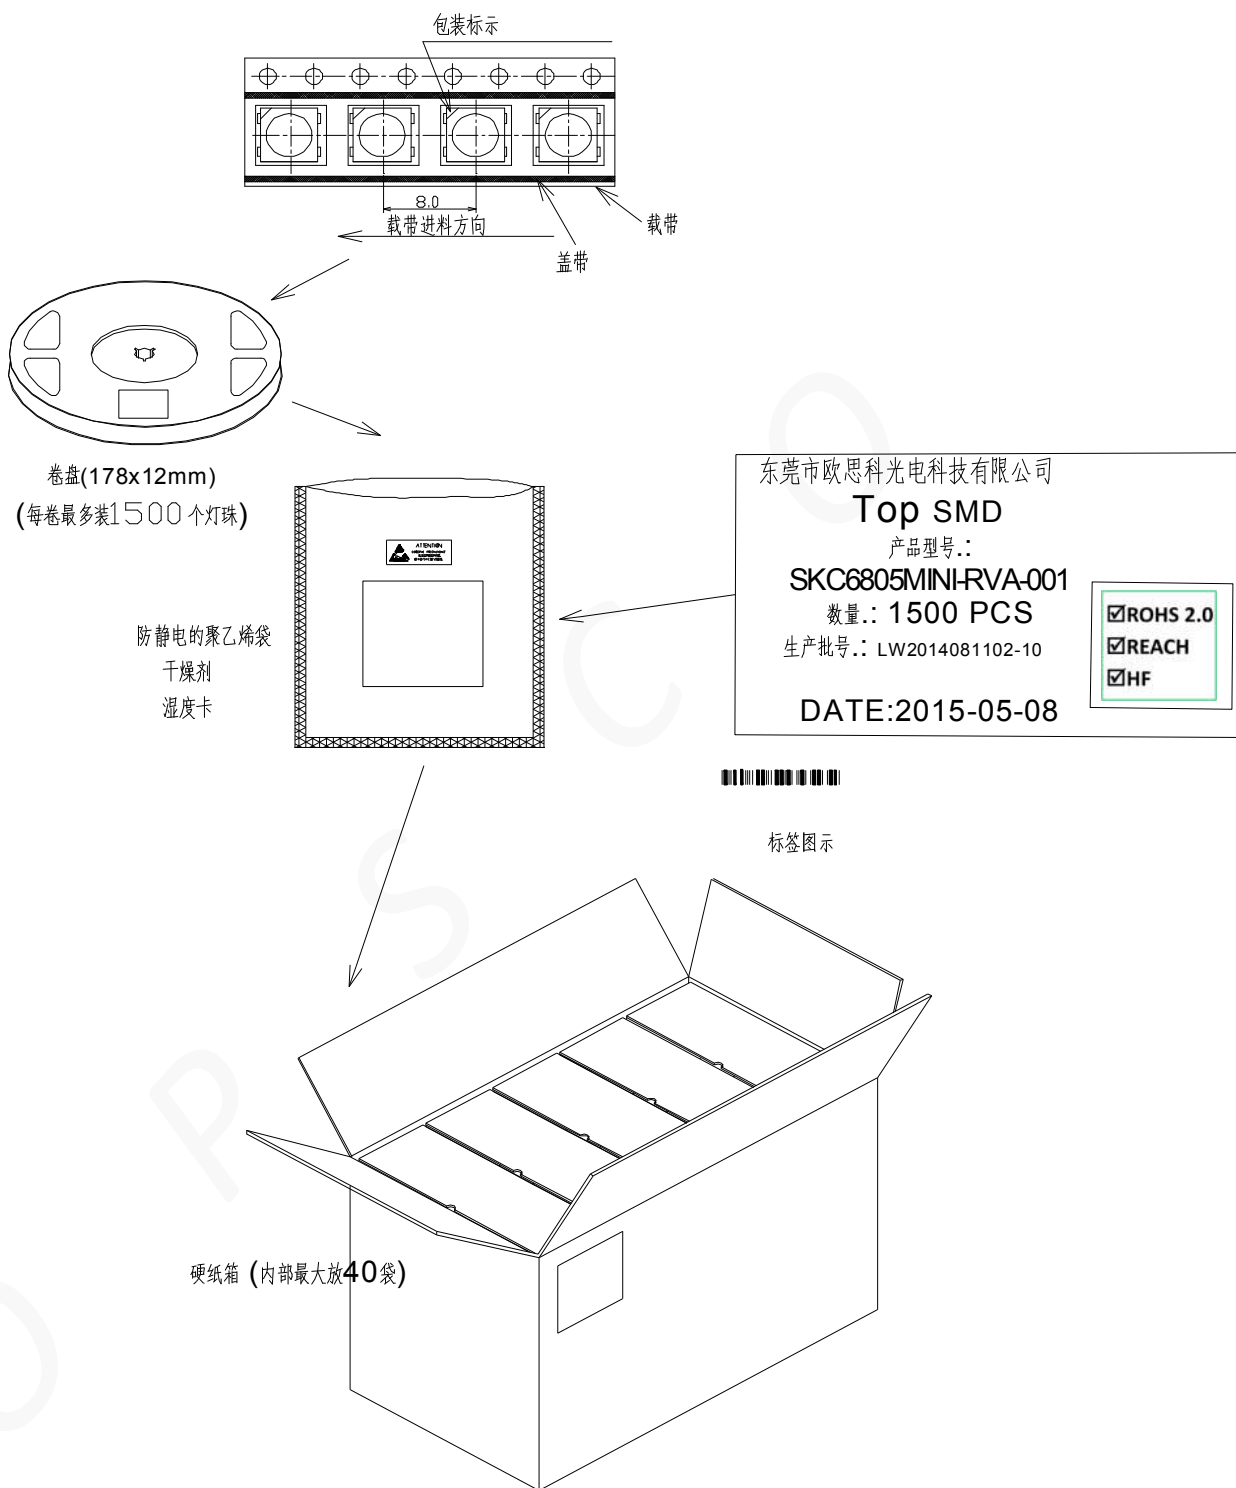 包装标示
8.0
载带进料方向
载带
盖带
卷盘(178x12mm)
(每卷最多装1500个灯珠)
ATTENTION
防静电的聚乙烯袋
干燥剂
湿度卡
东莞市欧思科光电科技有限公司
Top SMD
产品型号.:
SKC6805MINI-RVA-001
数量.: 1500 PCS
生产批号.: LW2014081102-10
DATE:2015-05-08
☑ROHS 2.0
☑REACH
☑HF
标签图示
硬纸箱 (内部最大放40袋)
OPSCO